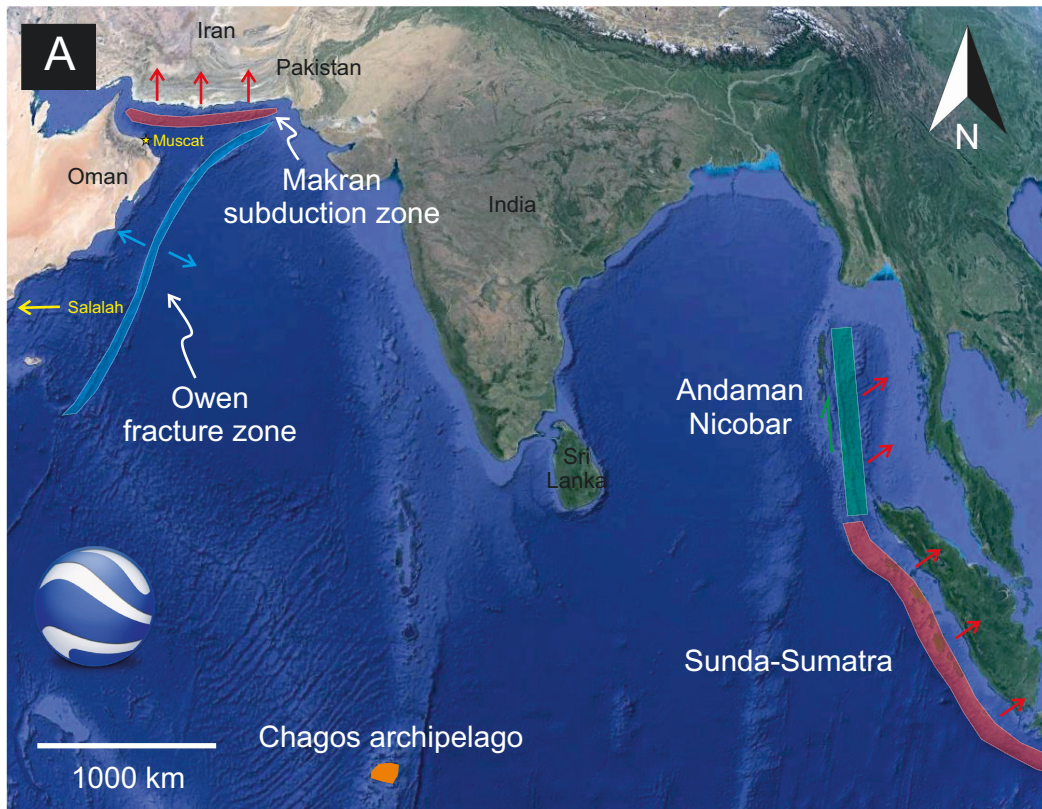 A
Iran
Pakistan
Muscat
Oman
Makran
subduction zone
India
N
Salalah
Owen
fracture zone
Andaman
Nicobar
Sri
Lanka
Sunda-Sumatra
Chagos archipelago
1000 km